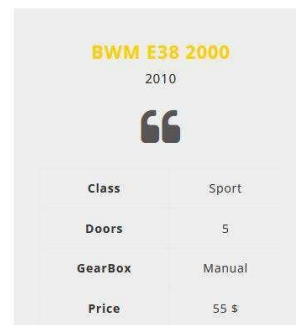 BWM E38 2000
2010
❝
Class Sport
Doors 5
GearBox Manual
Price 55 $